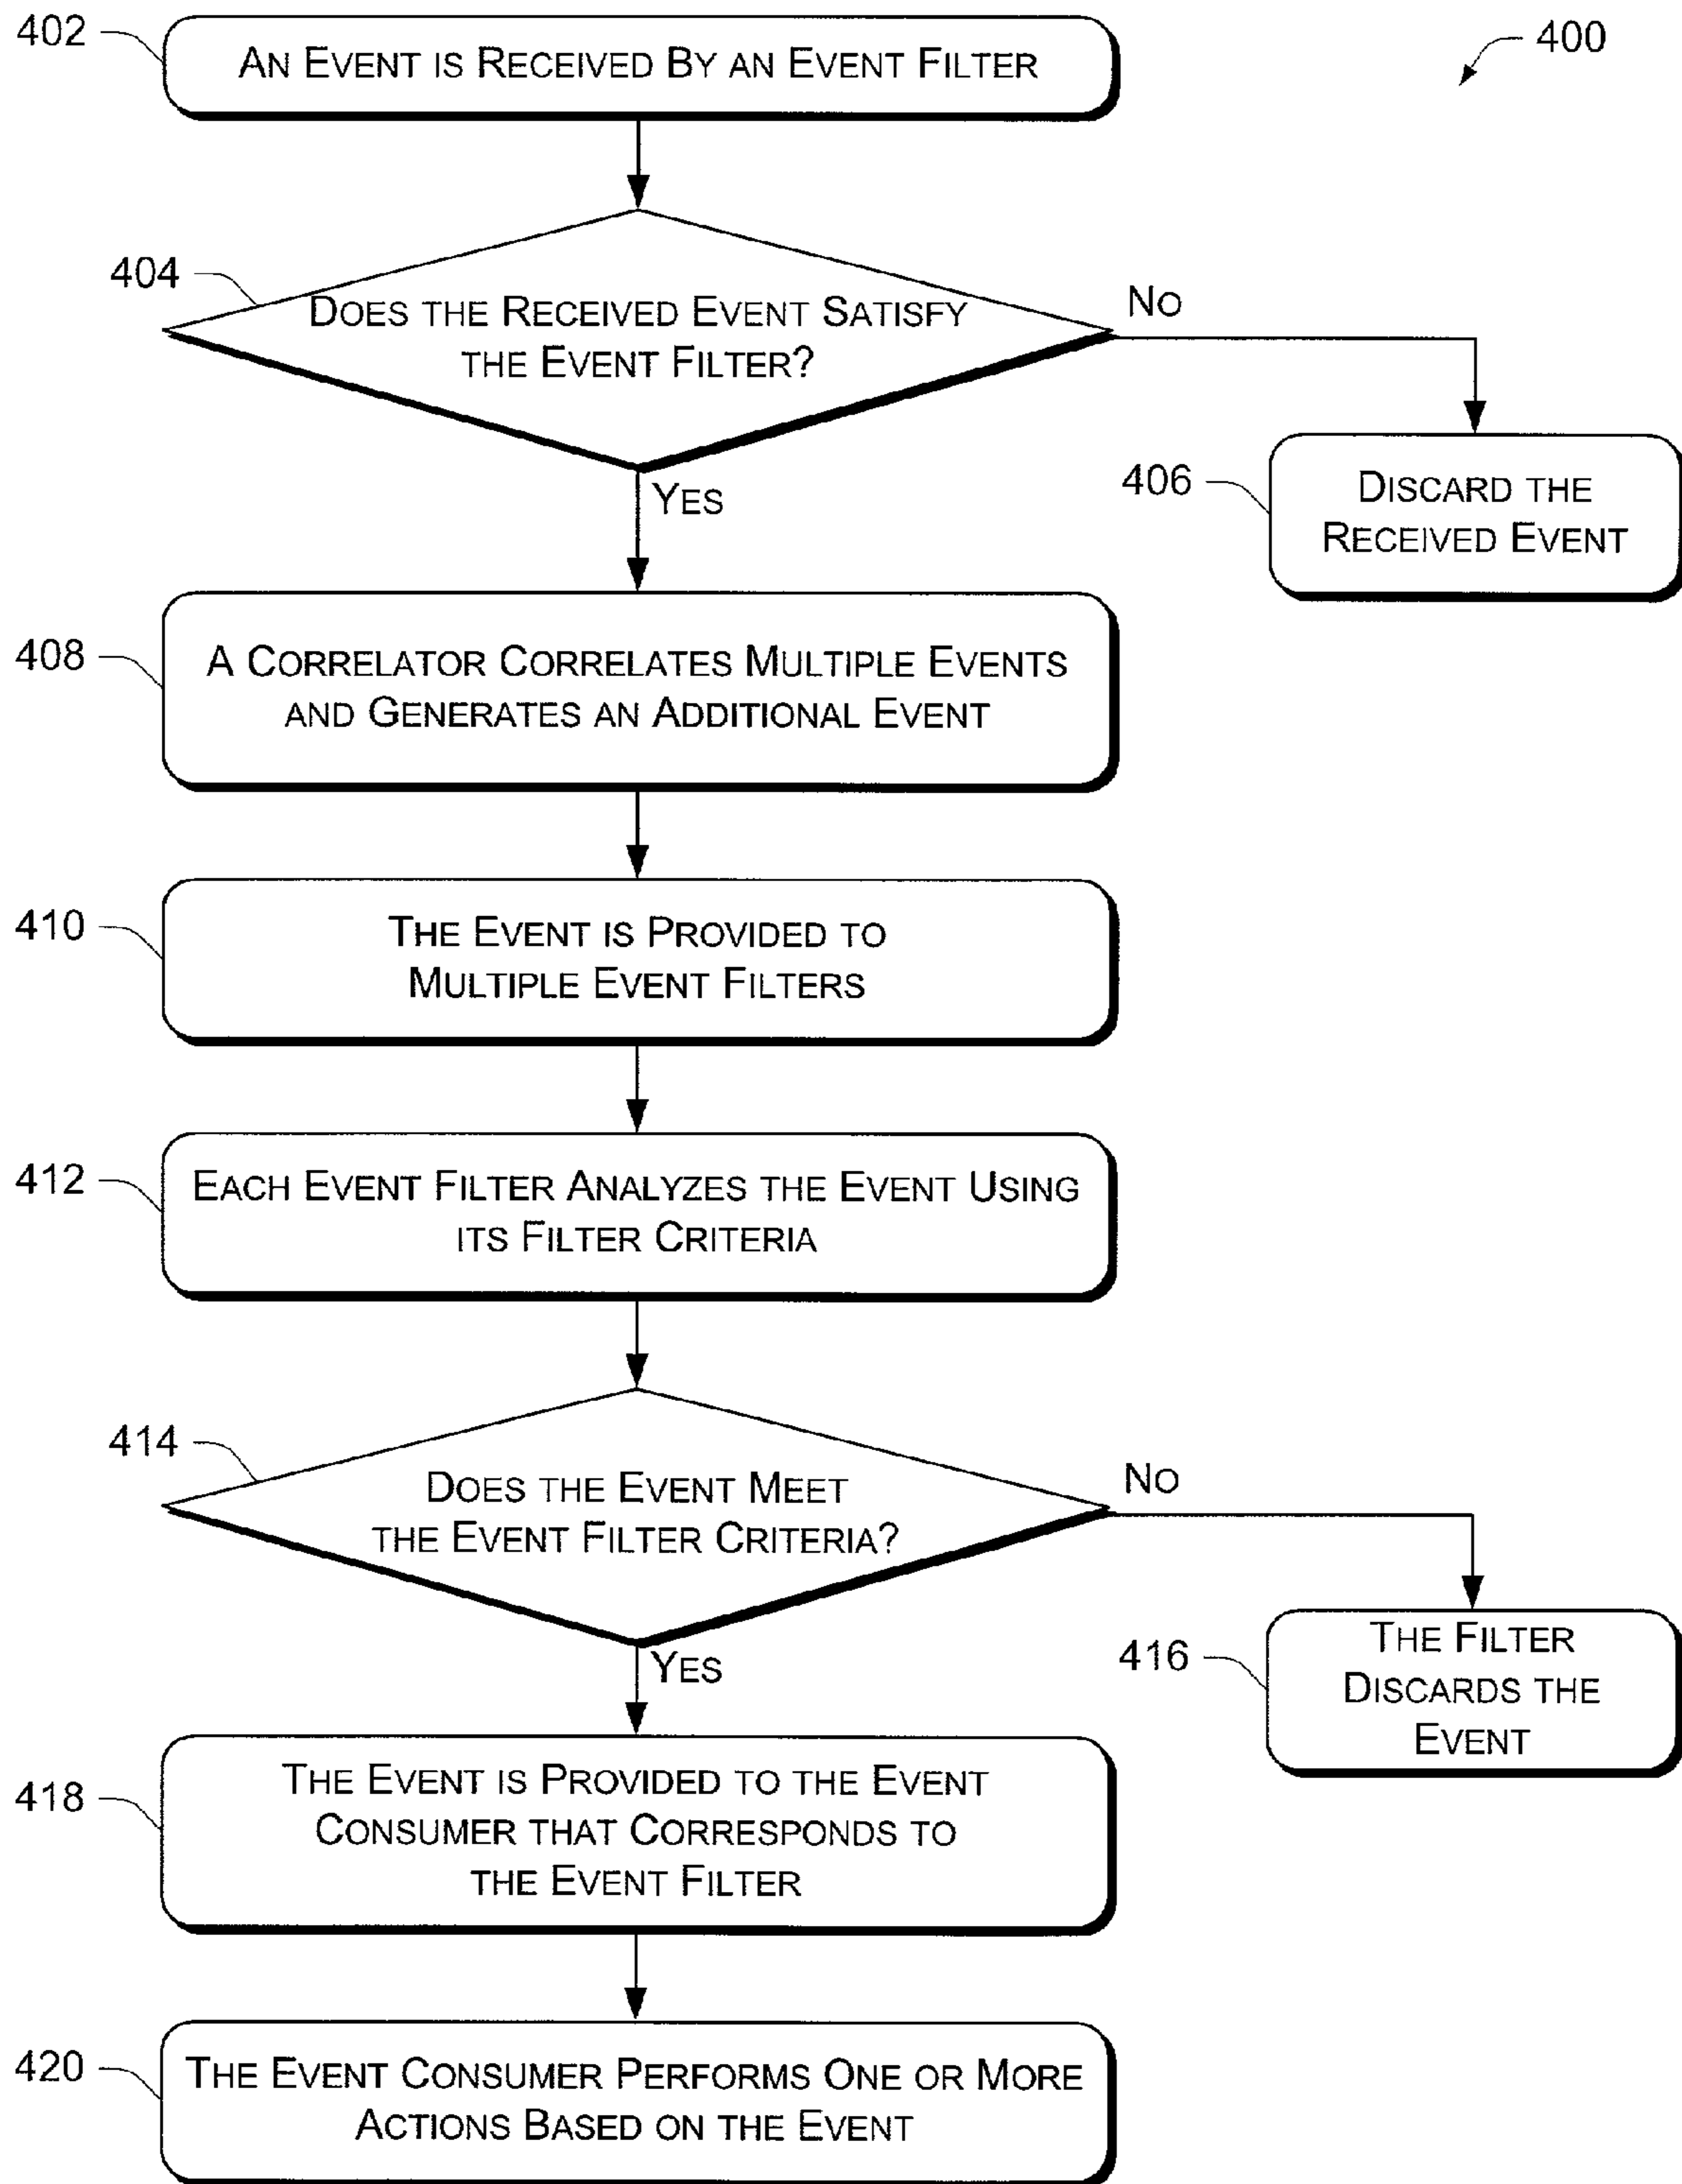 402
AN EVENT IS RECEIVED BY AN EVENT FILTER
400
404
DOES THE RECEIVED EVENT SATISFY
THE EVENT FILTER?
NO
YES
406
DISCARD THE
RECEIVED EVENT
408
A CORRELATOR CORRELATES MULTIPLE EVENTS
AND GENERATES AN ADDITIONAL EVENT
410
THE EVENT IS PROVIDED TO
MULTIPLE EVENT FILTERS
412
EACH EVENT FILTER ANALYZES THE EVENT USING
ITS FILTER CRITERIA
414
DOES THE EVENT MEET
THE EVENT FILTER CRITERIA?
NO
YES
416
THE FILTER
DISCARDS THE
EVENT
418
THE EVENT IS PROVIDED TO THE EVENT
CONSUMER THAT CORRESPONDS TO
THE EVENT FILTER
420
THE EVENT CONSUMER PERFORMS ONE OR MORE
ACTIONS BASED ON THE EVENT